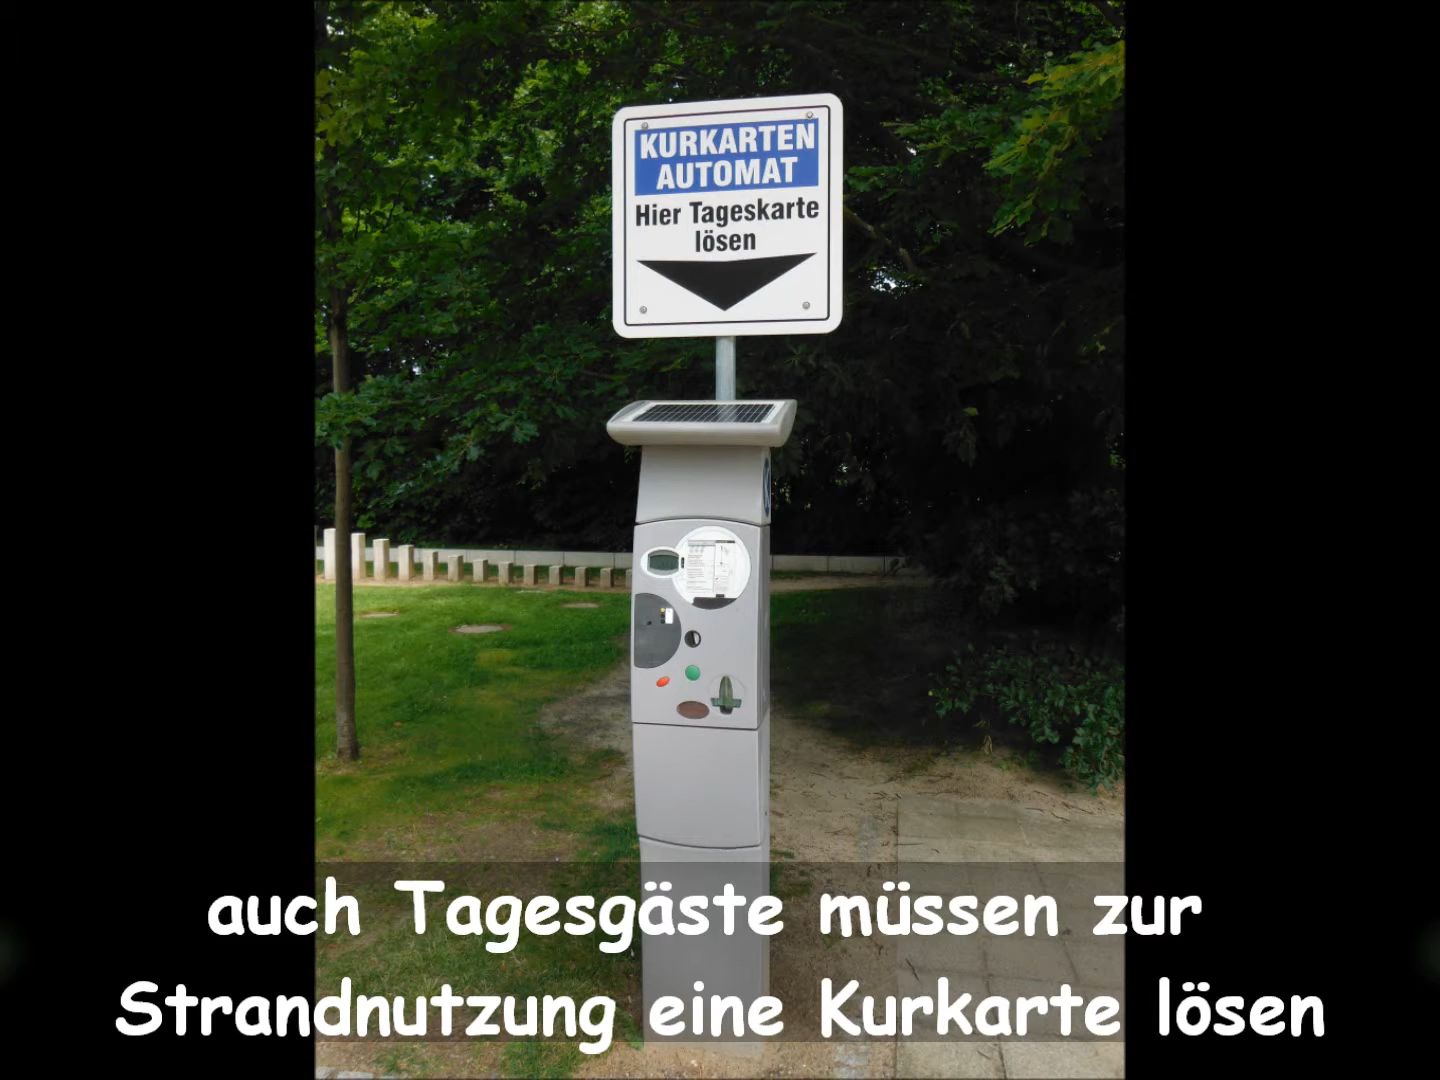 KURKARTEN
AUTOMAT
Hier Tageskarte
lösen
auch Tagesgäste müssen zur
Strandnutzung eine Kurkarte lösen